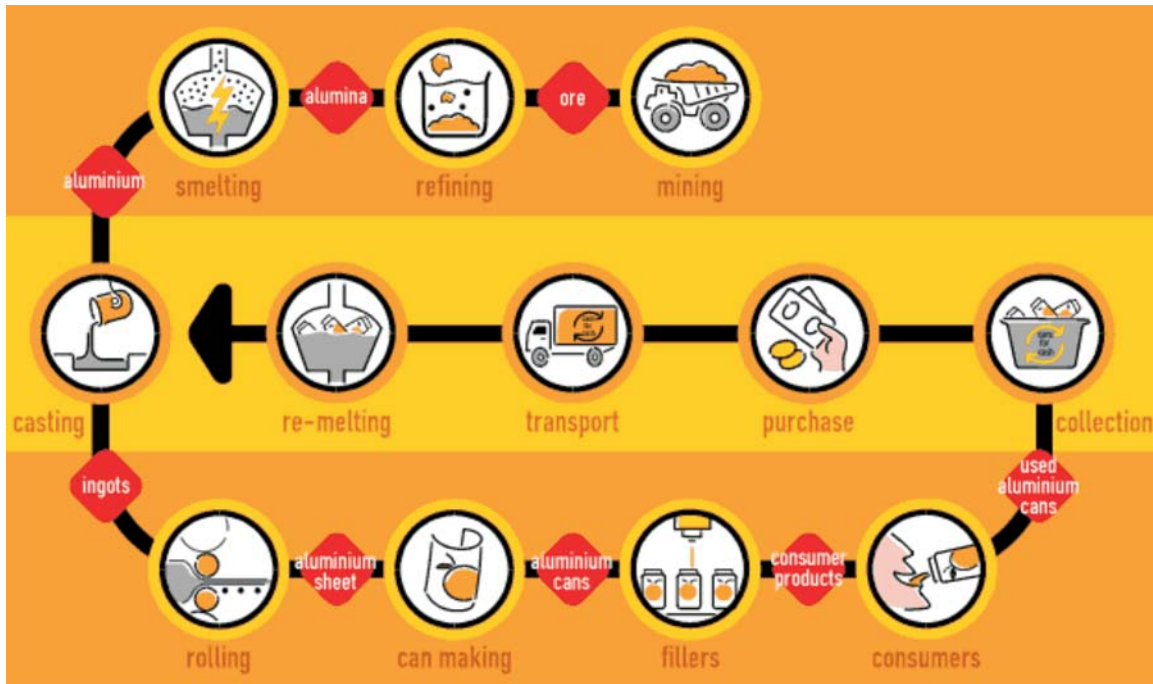 alumina
ore
aluminium
smelting
refining
mining
casting
re-melting
transport
purchase
collection
ingots
used
aluminium
cans
aluminium
sheet
aluminium
cans
consumer
products
rolling
can making
fillers
consumers